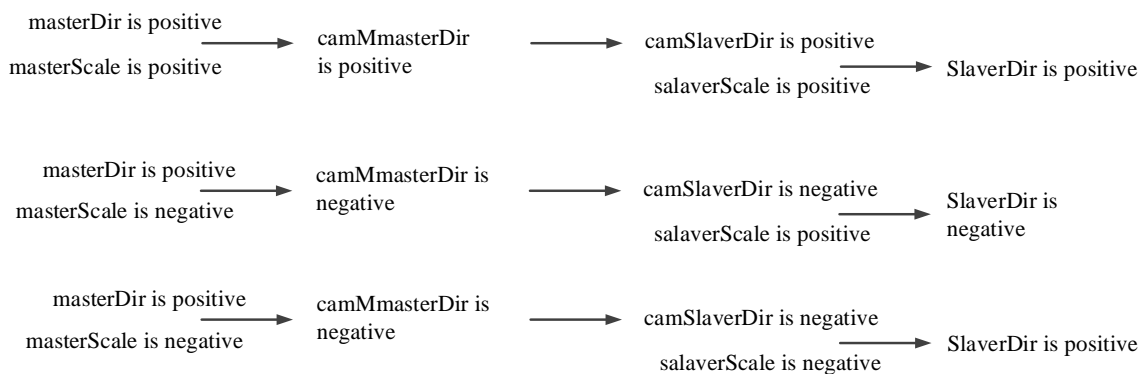 masterDir is positive
masterScale is positive
camMmasterDir
is positive
camSlaverDir is positive
salaverScale is positive
SlaverDir is positive
masterDir is positive
masterScale is negative
camMmasterDir is
negative
camSlaverDir is negative
salaverScale is positive
SlaverDir is
negative
masterDir is positive
masterScale is negative
camMmasterDir is
negative
camSlaverDir is negative
salaverScale is negative
SlaverDir is positive